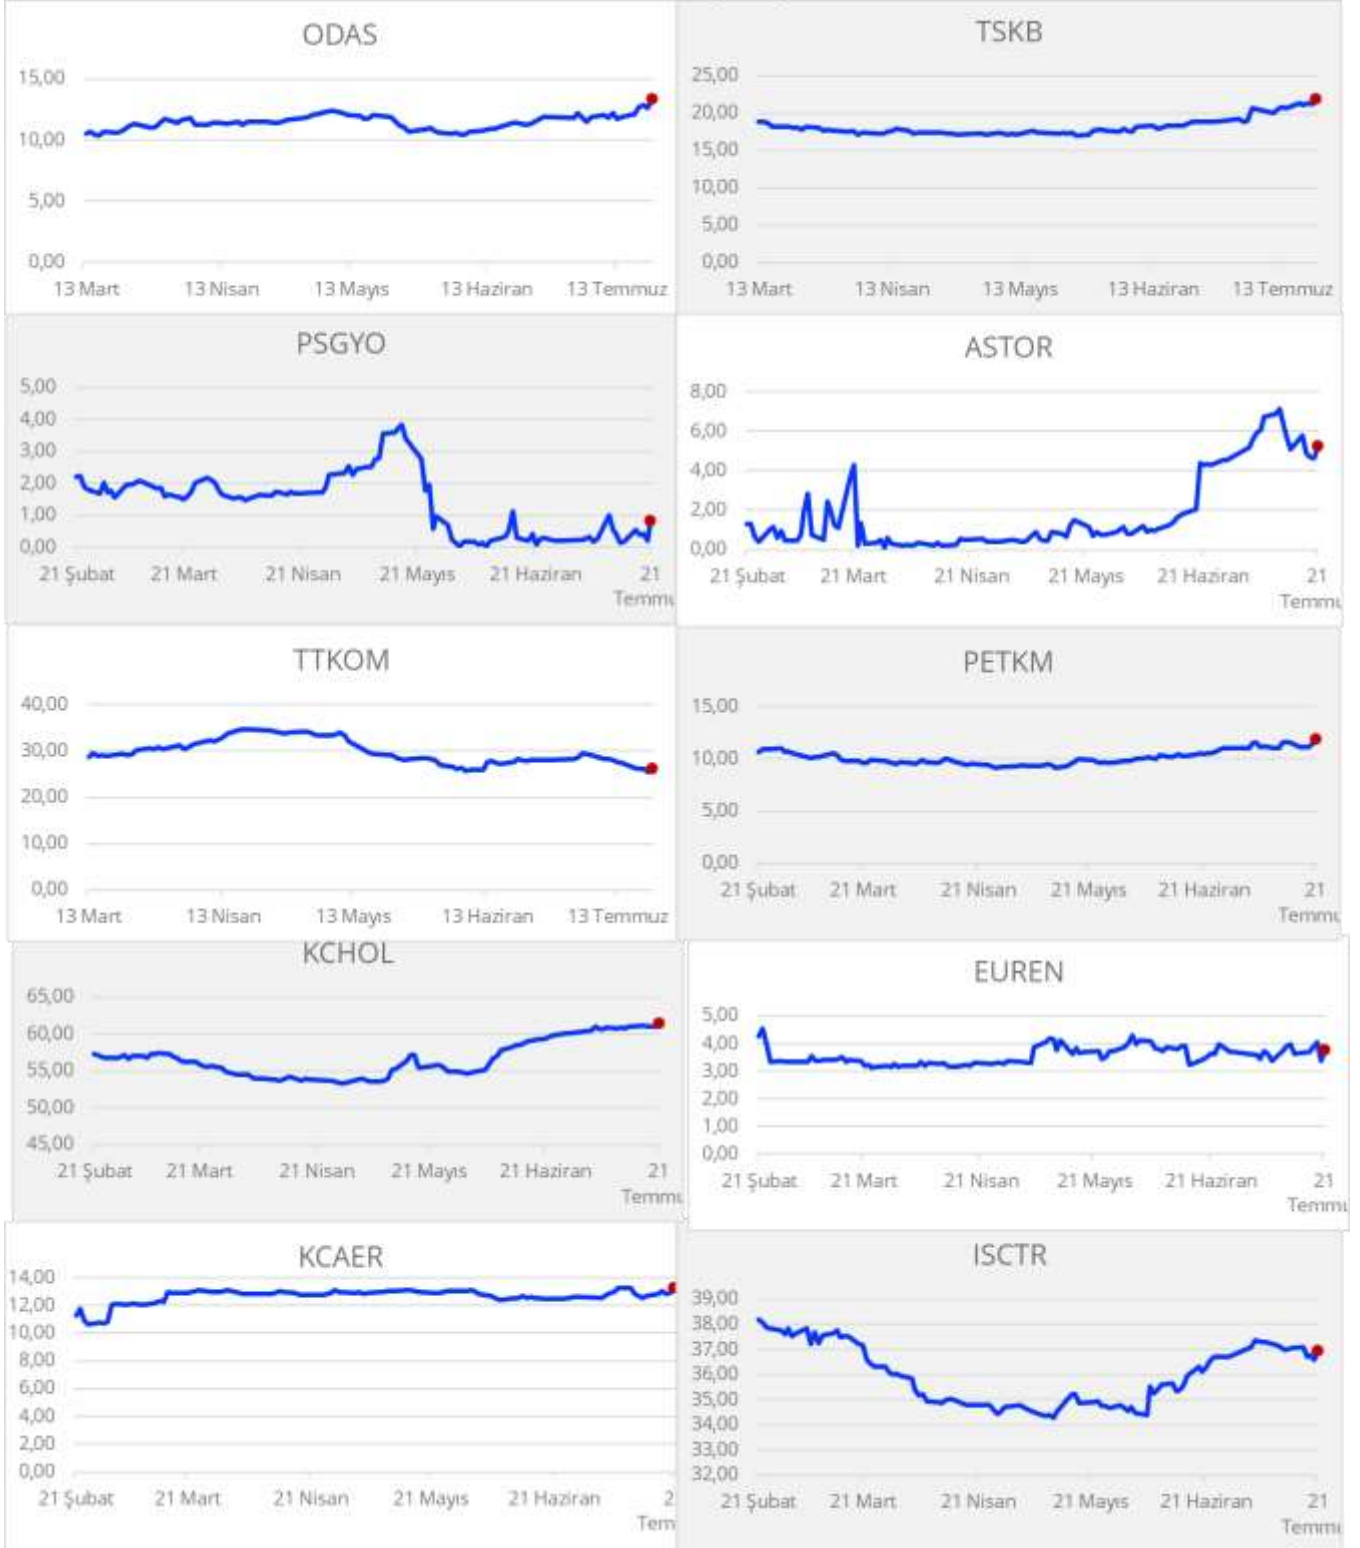 ODAS
15,00
10,00
5,00
0,00
13 Mart 13 Nisan 13 Mayıs 13 Haziran 13 Temmuz
TSKB
25,00
20,00
15,00
10,00
5,00
0,00
13 Mart 13 Nisan 13 Mayıs 13 Haziran 13 Temmuz
PSGYO
5,00
4,00
3,00
2,00
1,00
0,00
21 Şubat 21 Mart 21 Nisan 21 Mayıs 21 Haziran 21
Temmu
ASTOR
8,00
6,00
4,00
2,00
0,00
21 Şubat 21 Mart 21 Nisan 21 Mayıs 21 Haziran 21
Temmu
TTKOM
40,00
30,00
20,00
10,00
0,00
13 Mart 13 Nisan 13 Mayıs 13 Haziran 13 Temmuz
PETKM
15,00
10,00
5,00
0,00
21 Şubat 21 Mart 21 Nisan 21 Mayıs 21 Haziran 21
Temmu
KCHOL
65,00
60,00
55,00
50,00
45,00
21 Şubat 21 Mart 21 Nisan 21 Mayıs 21 Haziran 21
Temmu
EUREN
5,00
4,00
3,00
2,00
1,00
0,00
21 Şubat 21 Mart 21 Nisan 21 Mayıs 21 Haziran 21
Temmu
KCAER
14,00
12,00
10,00
8,00
6,00
4,00
2,00
0,00
21 Şubat 21 Mart 21 Nisan 21 Mayıs 21 Haziran 2
Tem
ISCTR
39,00
38,00
37,00
36,00
35,00
34,00
33,00
32,00
21 Şubat 21 Mart 21 Nisan 21 Mayıs 21 Haziran 21
Temmu